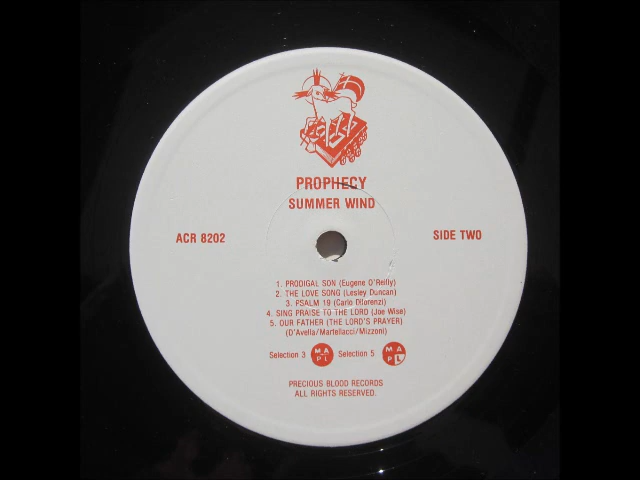 PROPHECY
SUMMER WIND
ACR 8202
SIDE TWO
1. PRODIGAL SON (Eugene O'Reilly)
2. THE LOVE SONG (Lesley Duncan)
3. PSALM 19 (Carlo DIlorenzi)
4. SING PRAISE TO THE LORD (Joe Wise)
5. OUR FATHER (THE LORD'S PRAYER)
(D'Avella/Martellacci/Mizzoni)
Selection 3 MAPL Selection 5 MAPL
PRECIOUS BLOOD RECORDS
ALL RIGHTS RESERVED.